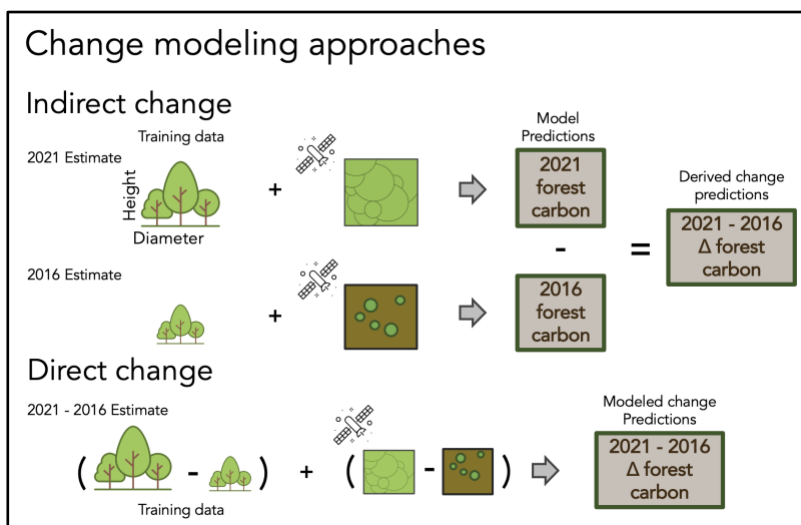 Change modeling approaches
Indirect change
Training data
2021 Estimate
Height
Diameter
+
Model
Predictions
2021
forest
carbon
-
2016 Estimate
+
2016
forest
carbon
=
Derived change
predictions
2021 - 2016
Δ forest
carbon
Direct change
2021 - 2016 Estimate
( - ) + ( - )
Training data
Modeled change
Predictions
2021 - 2016
Δ forest
carbon